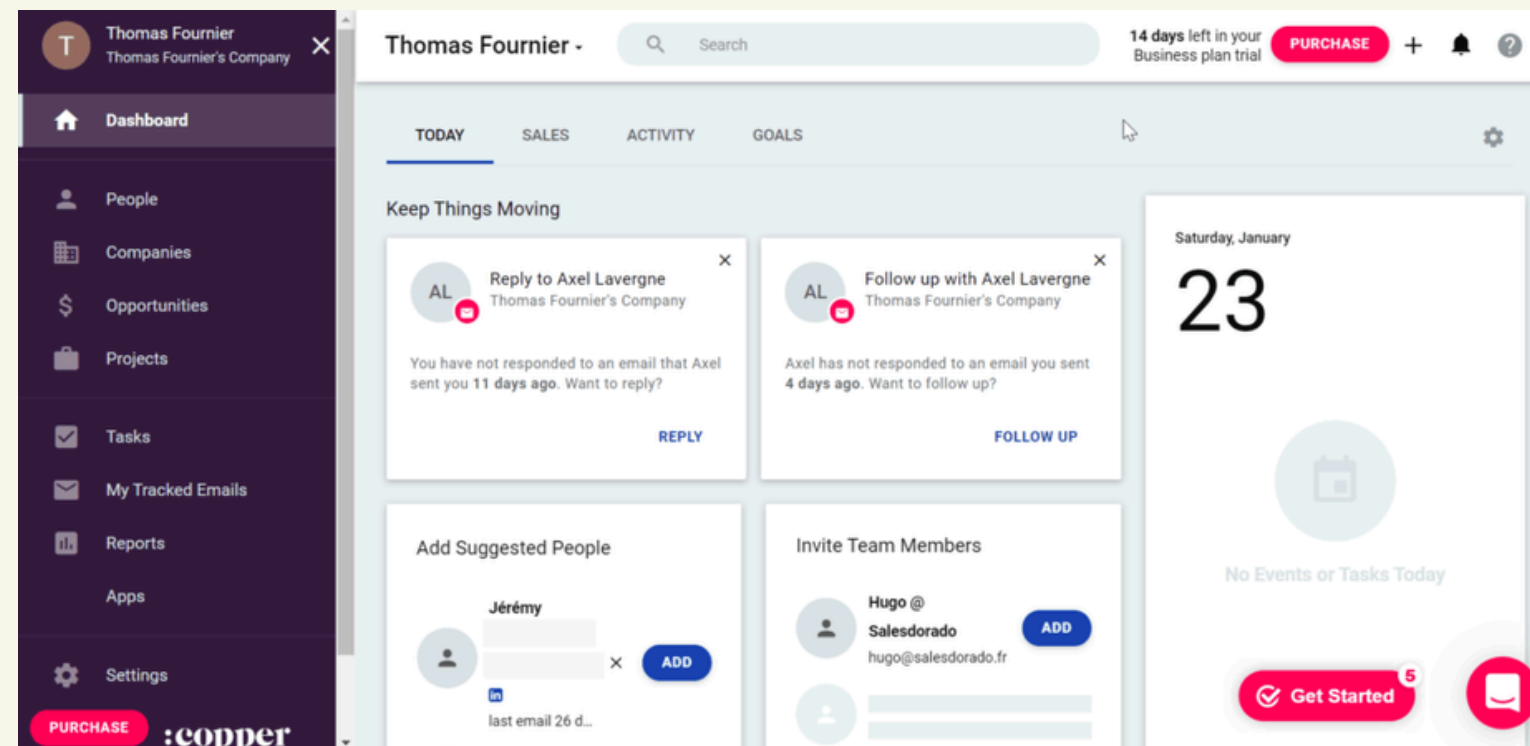 T
Thomas Fournier
Thomas Fournier's Company
Dashboard
People
Companies
Opportunities
Projects
Tasks
My Tracked Emails
Reports
Apps
Settings
PURCHASE
:copper
Thomas Fournier
Search
14 days left in your
Business plan trial
PURCHASE
TODAY
SALES
ACTIVITY
GOALS
Keep Things Moving
AL
Reply to Axel Lavergne
Thomas Fournier's Company
You have not responded to an email that Axel
sent you 11 days ago. Want to reply?
REPLY
AL
Follow up with Axel Lavergne
Thomas Fournier's Company
Axel has not responded to an email you sent
4 days ago. Want to follow up?
FOLLOW UP
Add Suggested People
Jérémy
ADD
in
last email 26 d...
Invite Team Members
Hugo @
Salesdorado
hugo@salesdorado.fr
ADD
Saturday, January
23
No Events or Tasks Today
Get Started
5